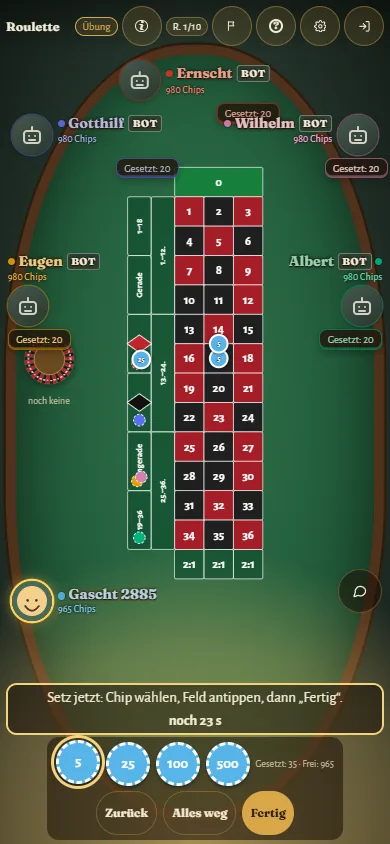 Roulette Übung R. 1/10
Ernscht BOT
980 Chips
Gesetzt: 20
Gotthilf BOT
980 Chips
Wilhelm BOT
980 Chips
Gesetzt: 20
Gesetzt: 20
0
1 2 3
4 5 6
7 8 9
10 11 12
13 14 15
16 18
19 20 21
22 23 24
25 26 27
28 29 30
31 32 33
34 35 36
2:1 2:1 2:1
1–18
Gerade
19–36
1.–12.
13.–24.
25.–36.
25
5
5
Eugen BOT
980 Chips
Gesetzt: 20
noch keine
Albert BOT
980 Chips
Gesetzt: 20
Gascht 2885
965 Chips
Setz jetzt: Chip wählen, Feld antippen, dann „Fertig“.
noch 23 s
5 25 100 500 Gesetzt: 35 · Frei: 965
Zurück Alles weg Fertig